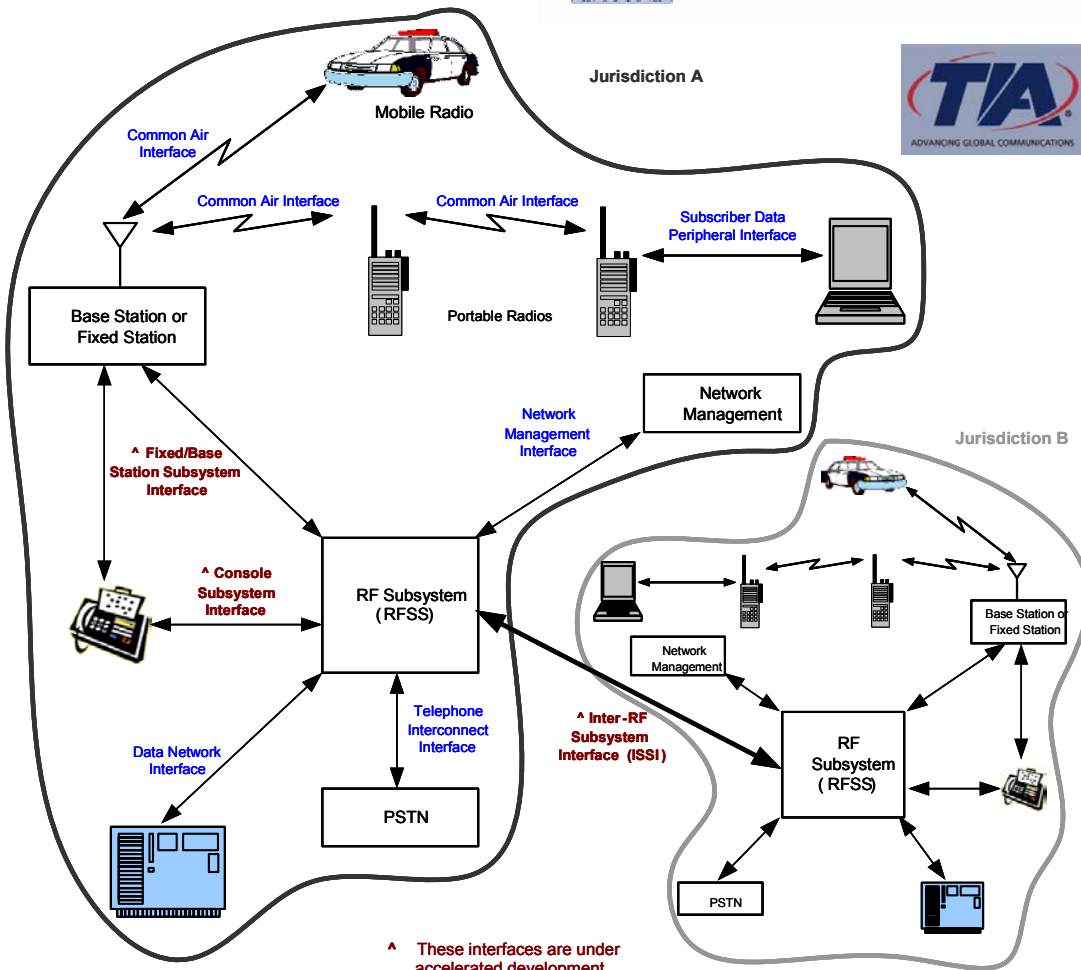 Jurisdiction A
TIA
ADVANCING GLOBAL COMMUNICATIONS
Mobile Radio
Common Air
Interface
Common Air Interface
Common Air Interface
Subscriber Data
Peripheral Interface
Base Station or
Fixed Station
Portable Radios
Network
Management
Network
Management
Interface
^ Fixed/Base
Station Subsystem
Interface
^ Console
Subsystem
Interface
RF Subsystem
(RFSS)
Data Network
Interface
Telephone
Interconnect
Interface
PSTN
^ Inter-RF
Subsystem
Interface (ISSI)
Jurisdiction B
Base Station or
Fixed Station
Network
Management
RF
Subsystem
(RFSS)
PSTN
^ These interfaces are under
accelerated development